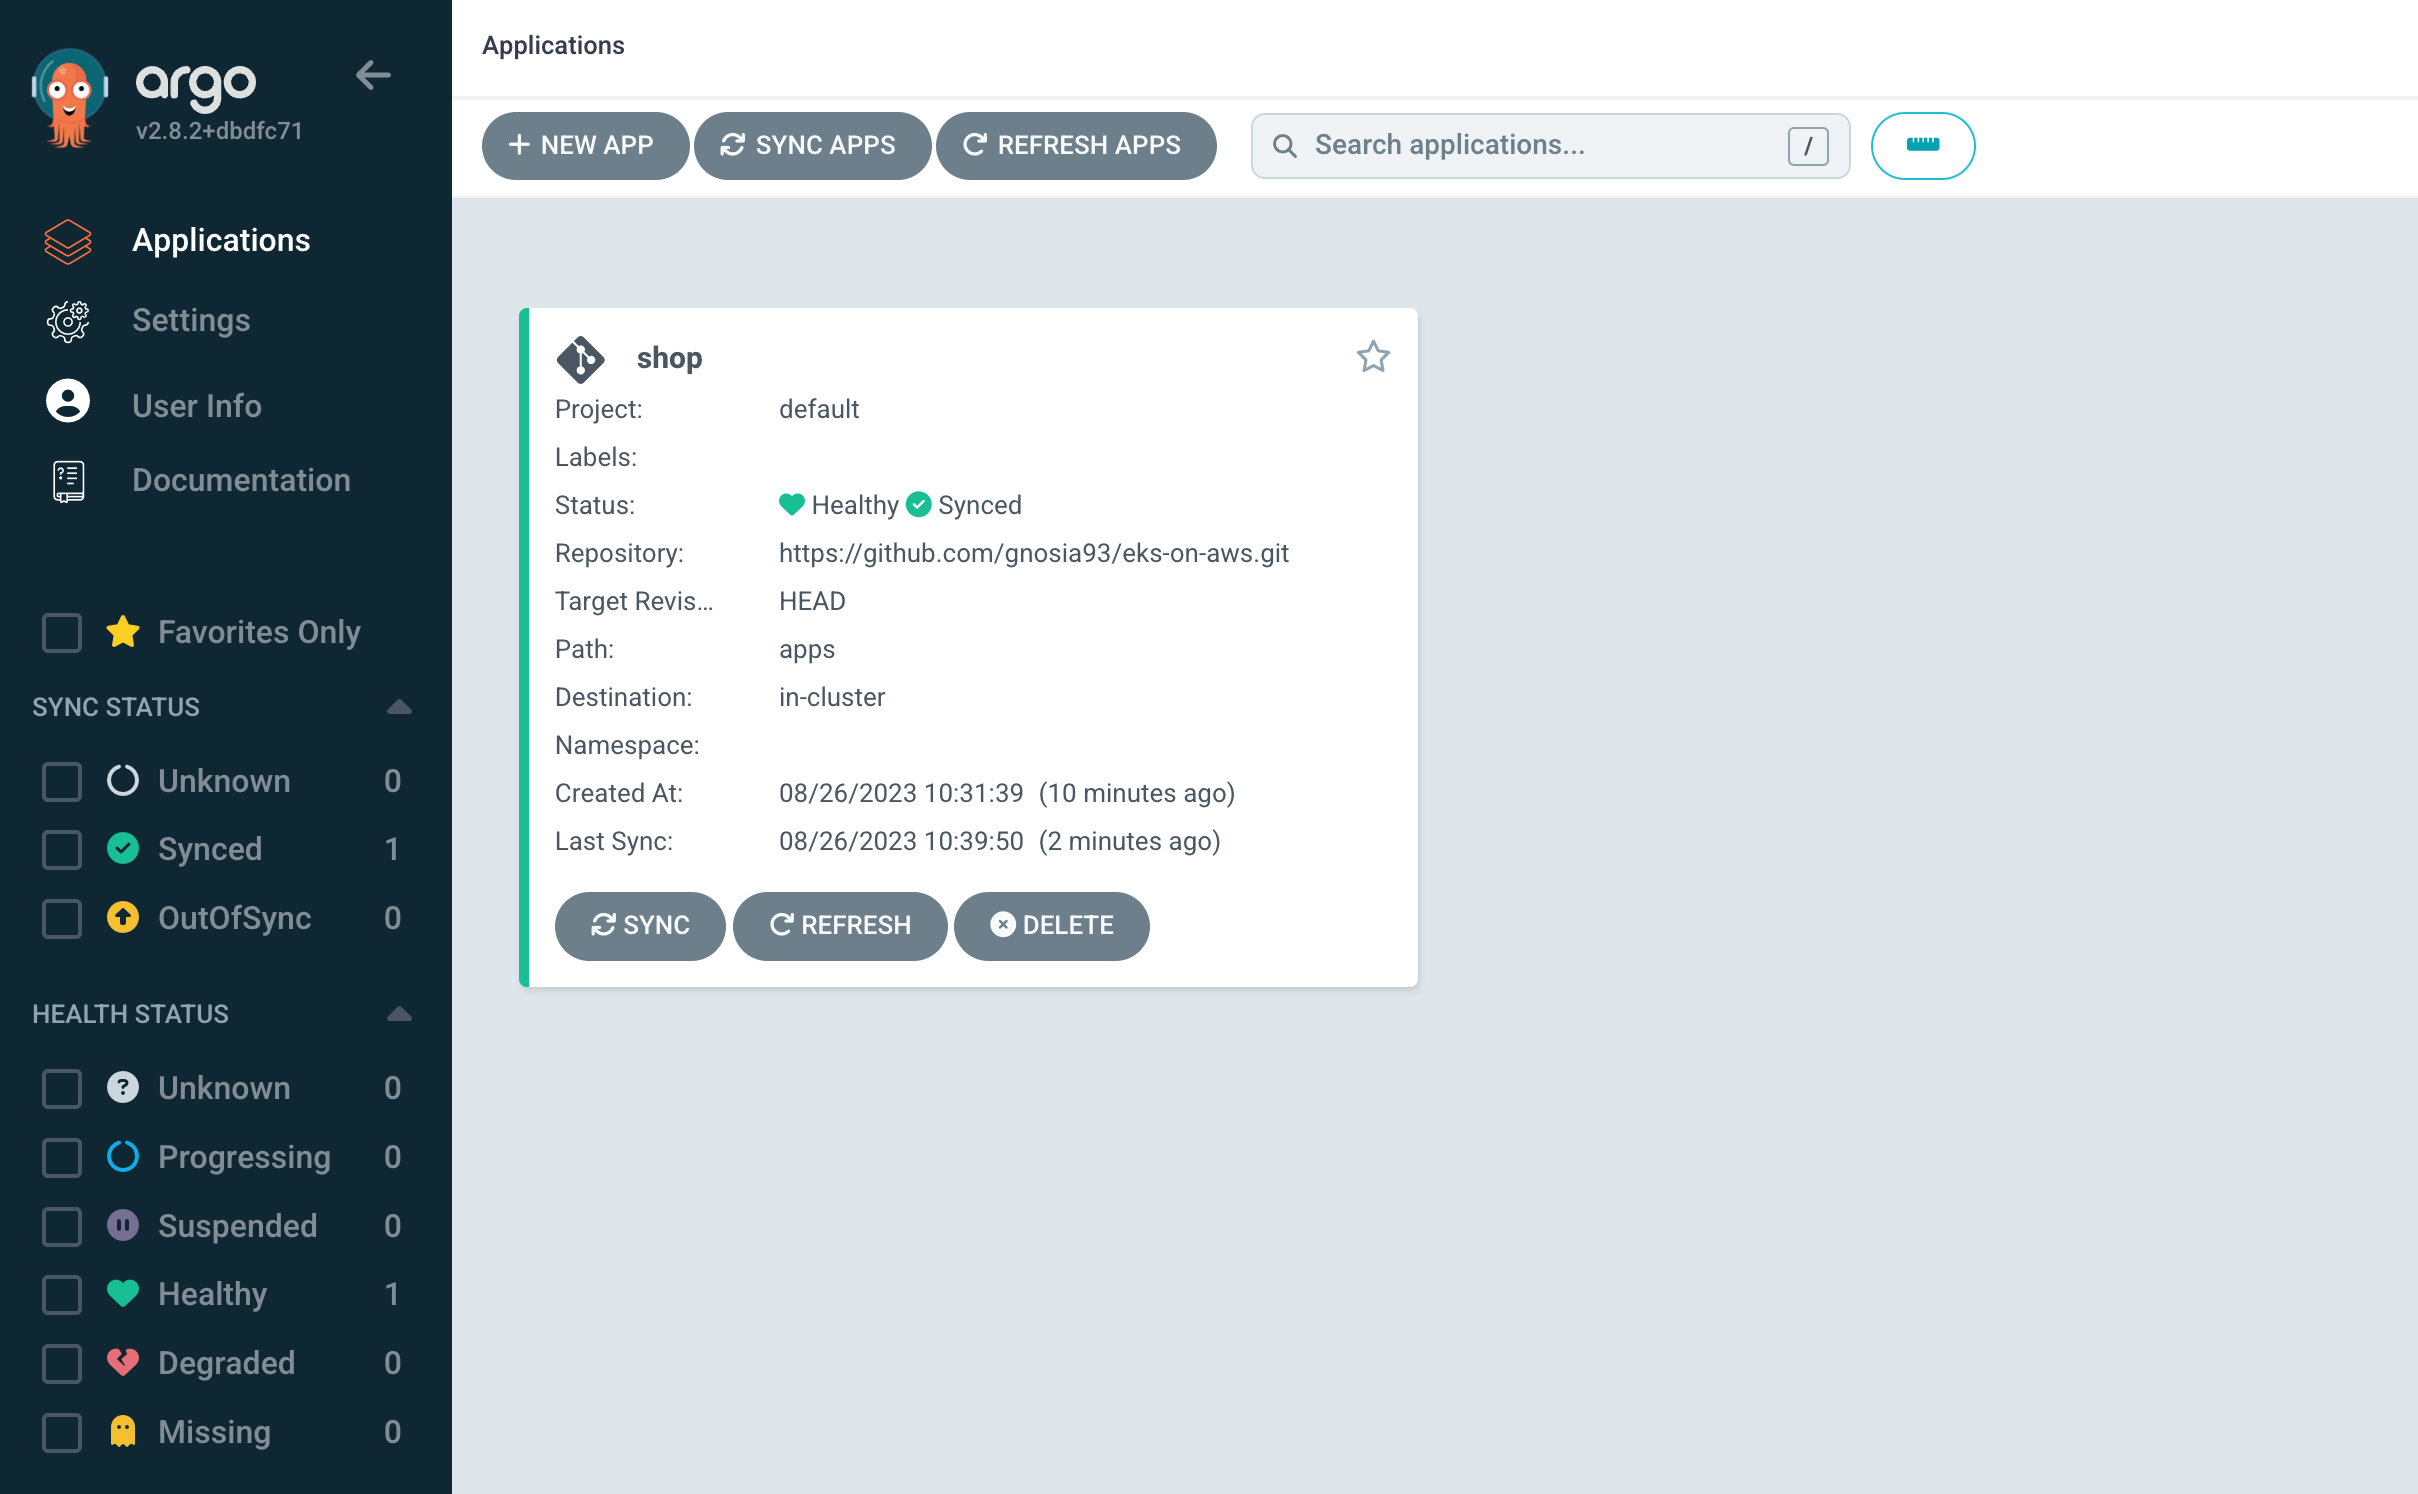 argo
v2.8.2+dbdfc71
Applications
Settings
User Info
Documentation
Favorites Only
SYNC STATUS
Unknown 0
Synced 1
OutOfSync 0
HEALTH STATUS
Unknown 0
Progressing 0
Suspended 0
Healthy 1
Degraded 0
Missing 0
Applications
NEW APP SYNC APPS REFRESH APPS Search applications... /
shop
Project: default
Labels:
Status: Healthy Synced
Repository: https://github.com/gnosia93/eks-on-aws.git
Target Revis... HEAD
Path: apps
Destination: in-cluster
Namespace:
Created At: 08/26/2023 10:31:39 (10 minutes ago)
Last Sync: 08/26/2023 10:39:50 (2 minutes ago)
SYNC REFRESH DELETE